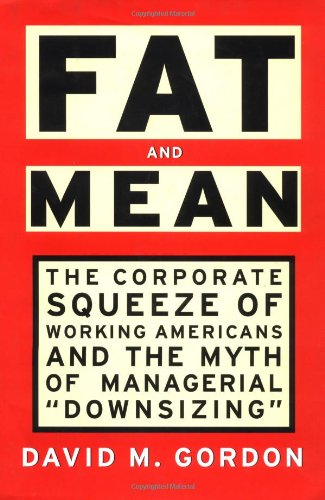 FAT
AND
MEAN
THE CORPORATE
SQUEEZE OF
WORKING AMERICANS
AND THE MYTH
OF MANAGERIAL
"DOWNSIZING"
DAVID M. GORDON